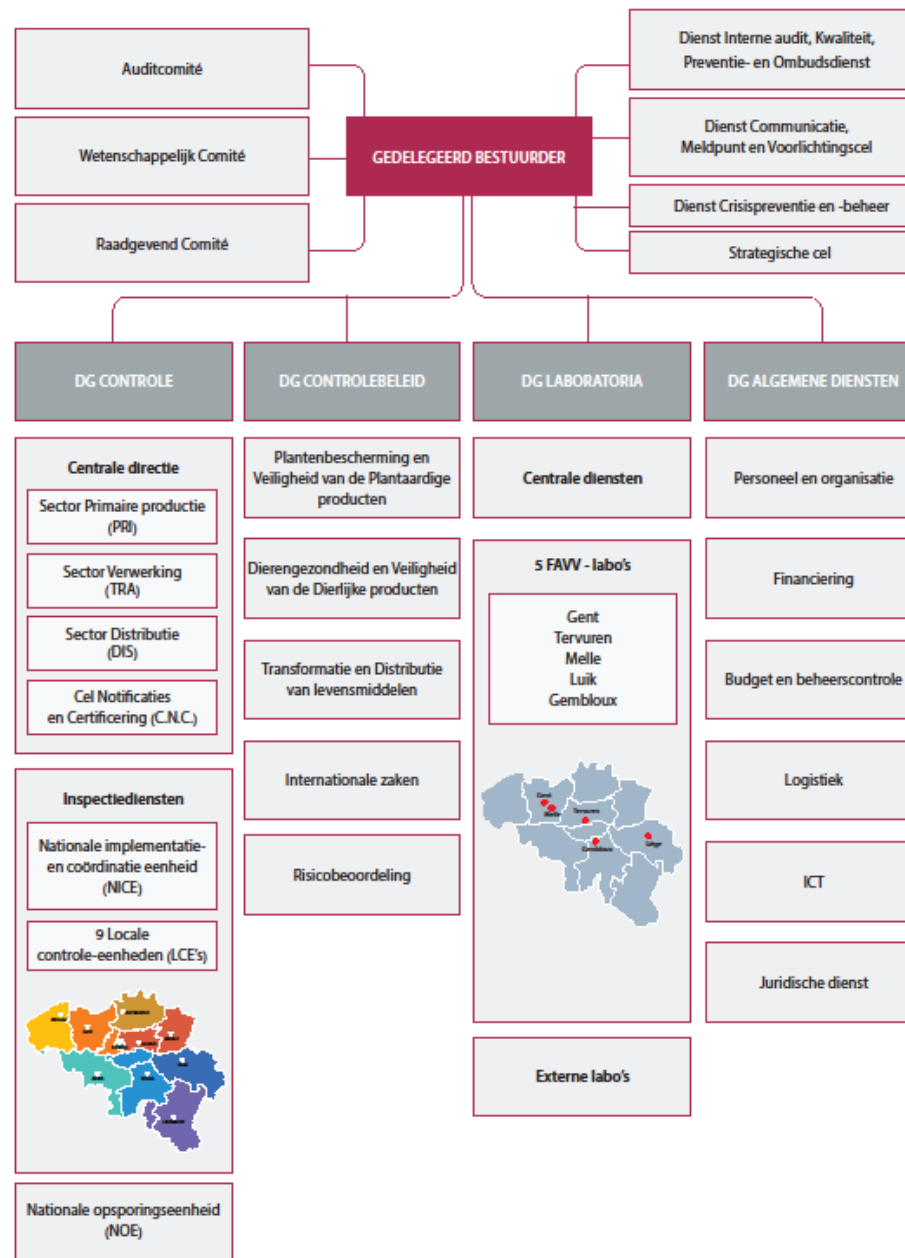 Auditcomité
Wetenschappelijk Comité
Raadgevend Comité
GEDELEGEERD BESTUURDER
Dienst Interne audit, Kwaliteit,
Preventie- en Ombudsdienst
Dienst Communicatie,
Meldpunt en Voorlichtingscel
Dienst Crisispreventie en -beheer
Strategische cel
DG CONTROLE
Centrale directie
Sector Primaire productie
(PRI)
Sector Verwerking
(TRA)
Sector Distributie
(DIS)
Cel Notificaties
en Certificering (C.N.C.)
Inspectiediensten
Nationale implementatie-
en coördinatie eenheid
(NICE)
9 Locale
controle-eenheden (LCE's)
Nationale opsporingseenheid
(NOE)
DG CONTROLEBELEID
Plantenbescherming en
Veiligheid van de Plantaardige
producten
Dierengezondheid en Veiligheid
van de Dierlijke producten
Transformatie en Distributie
van levensmiddelen
Internationale zaken
Risicobeoordeling
DG LABORATORIA
Centrale diensten
5 FAVV - labo's
Gent
Tervuren
Melle
Luik
Gembloux
Gent
Melle
Tervuren
Gembloux
Liège
Externe labo's
DG ALGEMENE DIENSTEN
Personeel en organisatie
Financiering
Budget en beheerscontrole
Logistiek
ICT
Juridische dienst